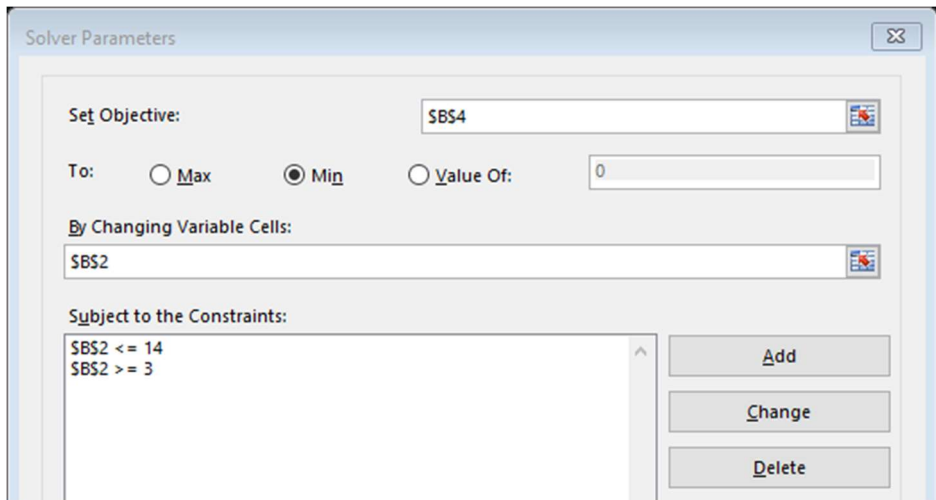 Solver Parameters
Set Objective: $B$4
To: Max Min Value Of: 0
By Changing Variable Cells:
$B$2
Subject to the Constraints:
$B$2 <= 14
$B$2 >= 3
Add
Change
Delete